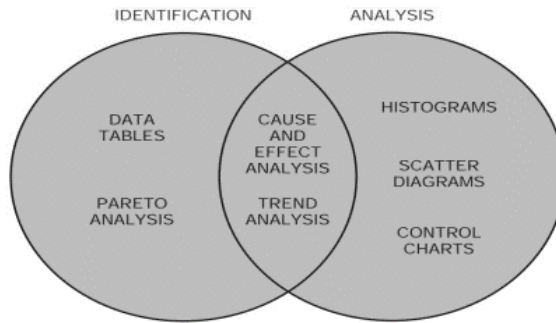 IDENTIFICATION
ANALYSIS
DATA
TABLES
PARETO
ANALYSIS
CAUSE
AND
EFFECT
ANALYSIS
TREND
ANALYSIS
HISTOGRAMS
SCATTER
DIAGRAMS
CONTROL
CHARTS